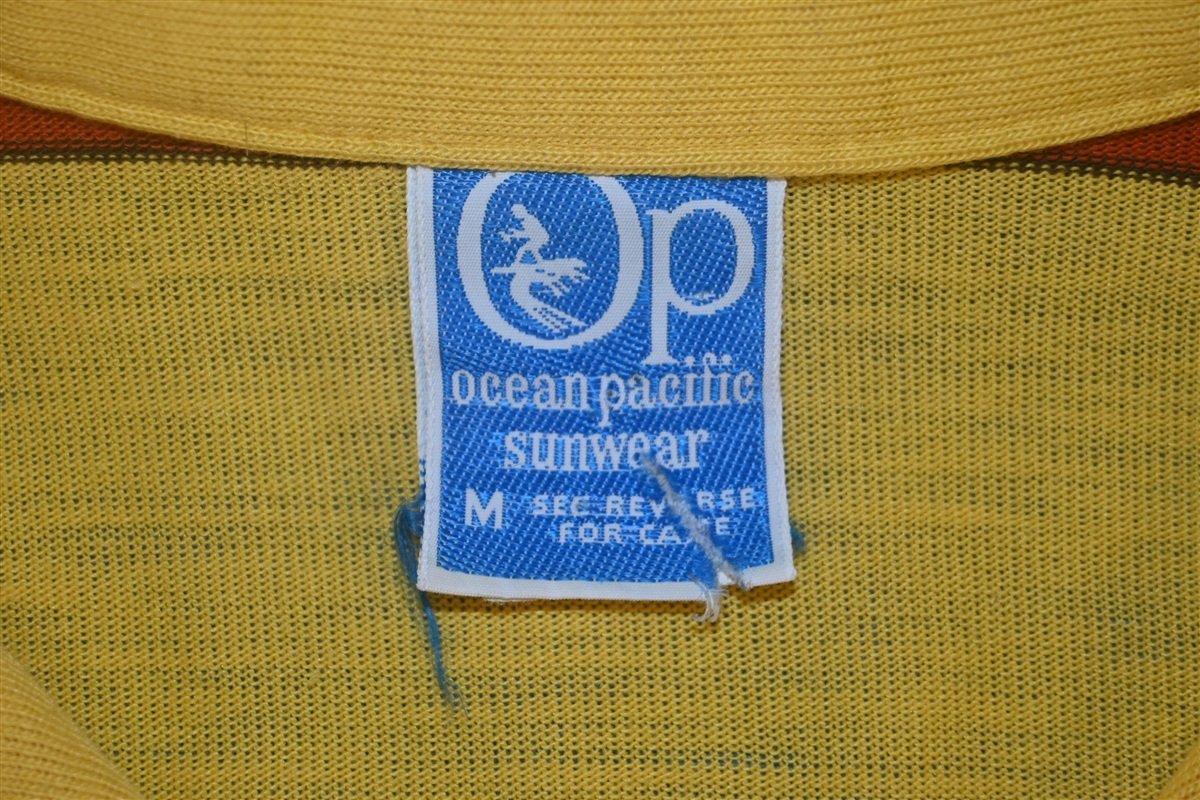 Op
ocean pacific
sunwear
M SEE REVERSE
FOR CARE